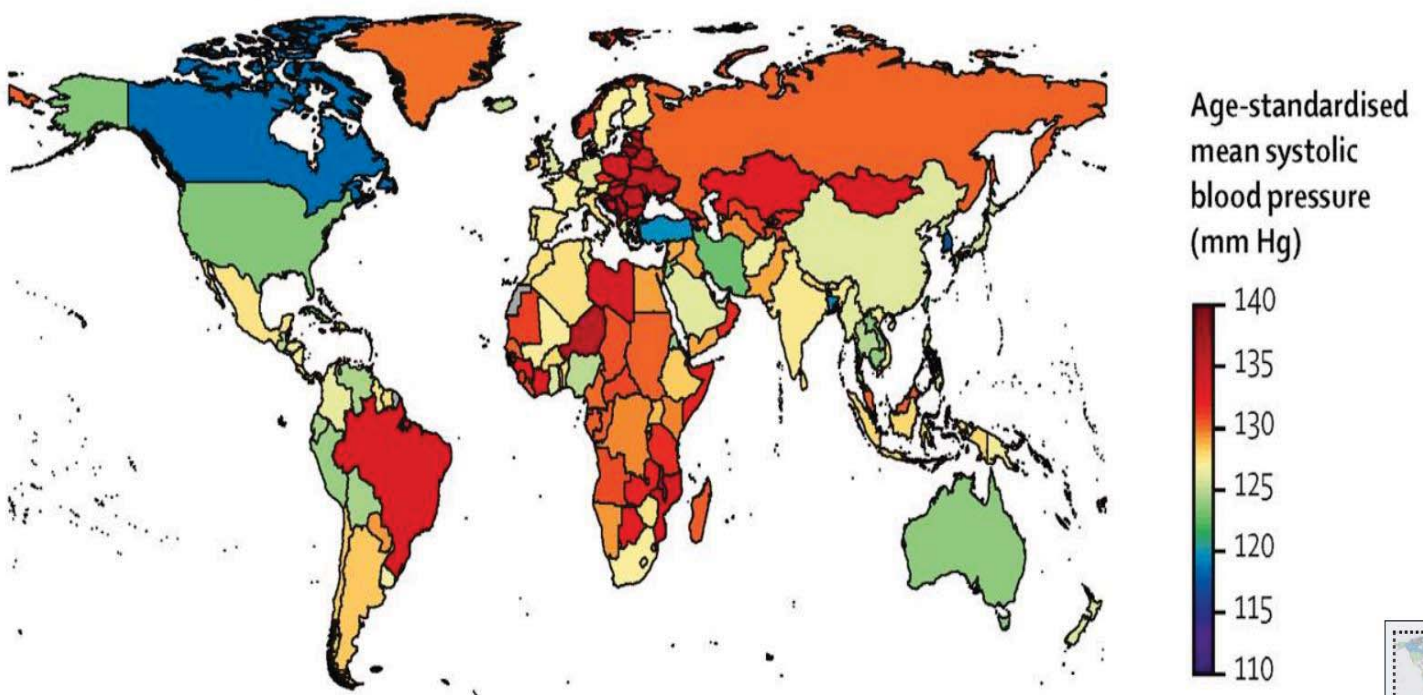 Age-standardised
mean systolic
blood pressure
(mm Hg)
140
135
130
125
120
115
110